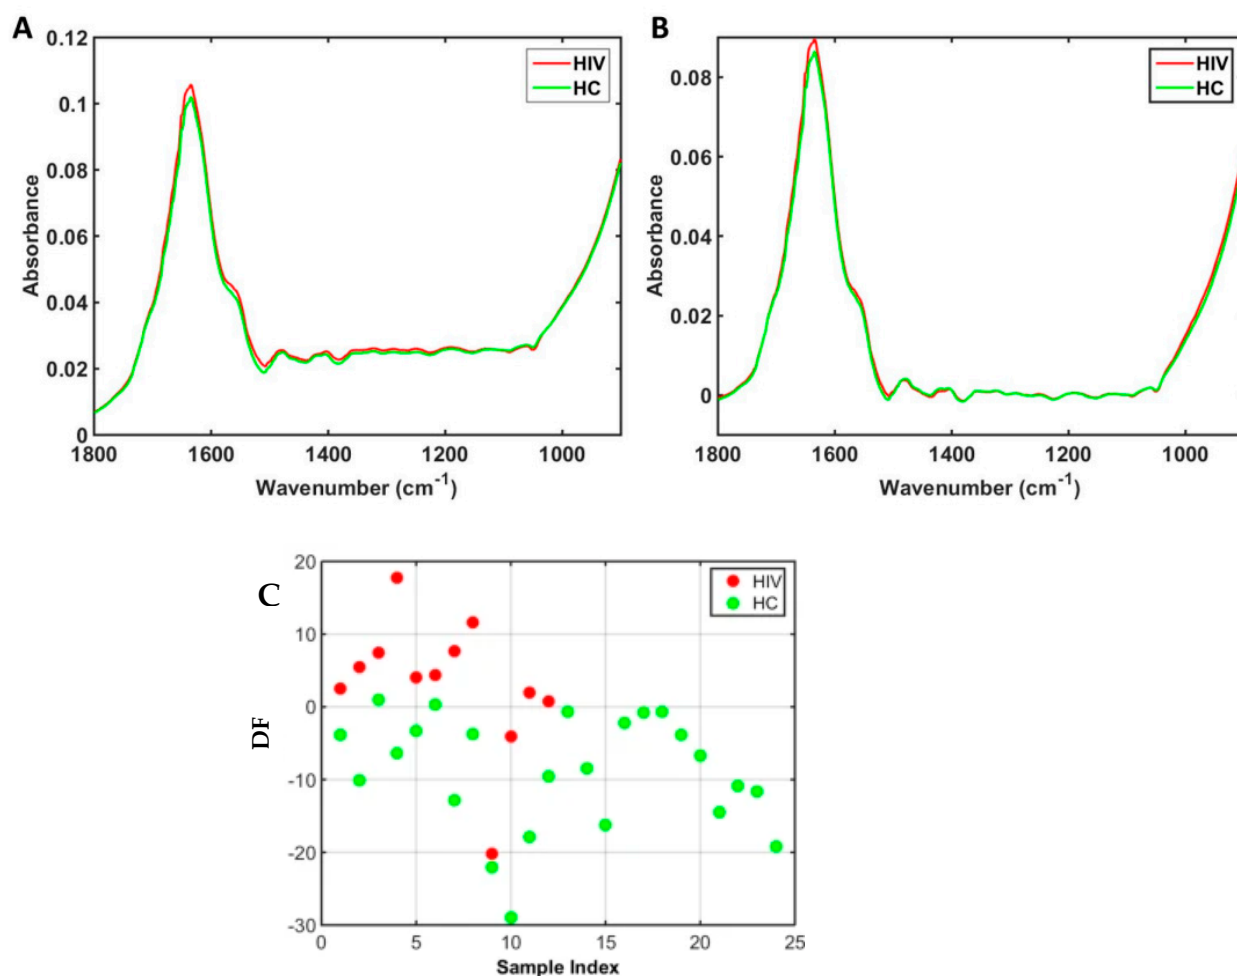 A
0.12
0.1
0.08
0.06
0.04
0.02
0
Absorbance
HIV
HC
1800 1600 1400 1200 1000
Wavenumber (cm-1)
B
0.08
0.06
0.04
0.02
0
Absorbance
HIV
HC
1800 1600 1400 1200 1000
Wavenumber (cm-1)
C
20
10
0
-10
-20
-30
DF
HIV
HC
0 5 10 15 20 25
Sample Index